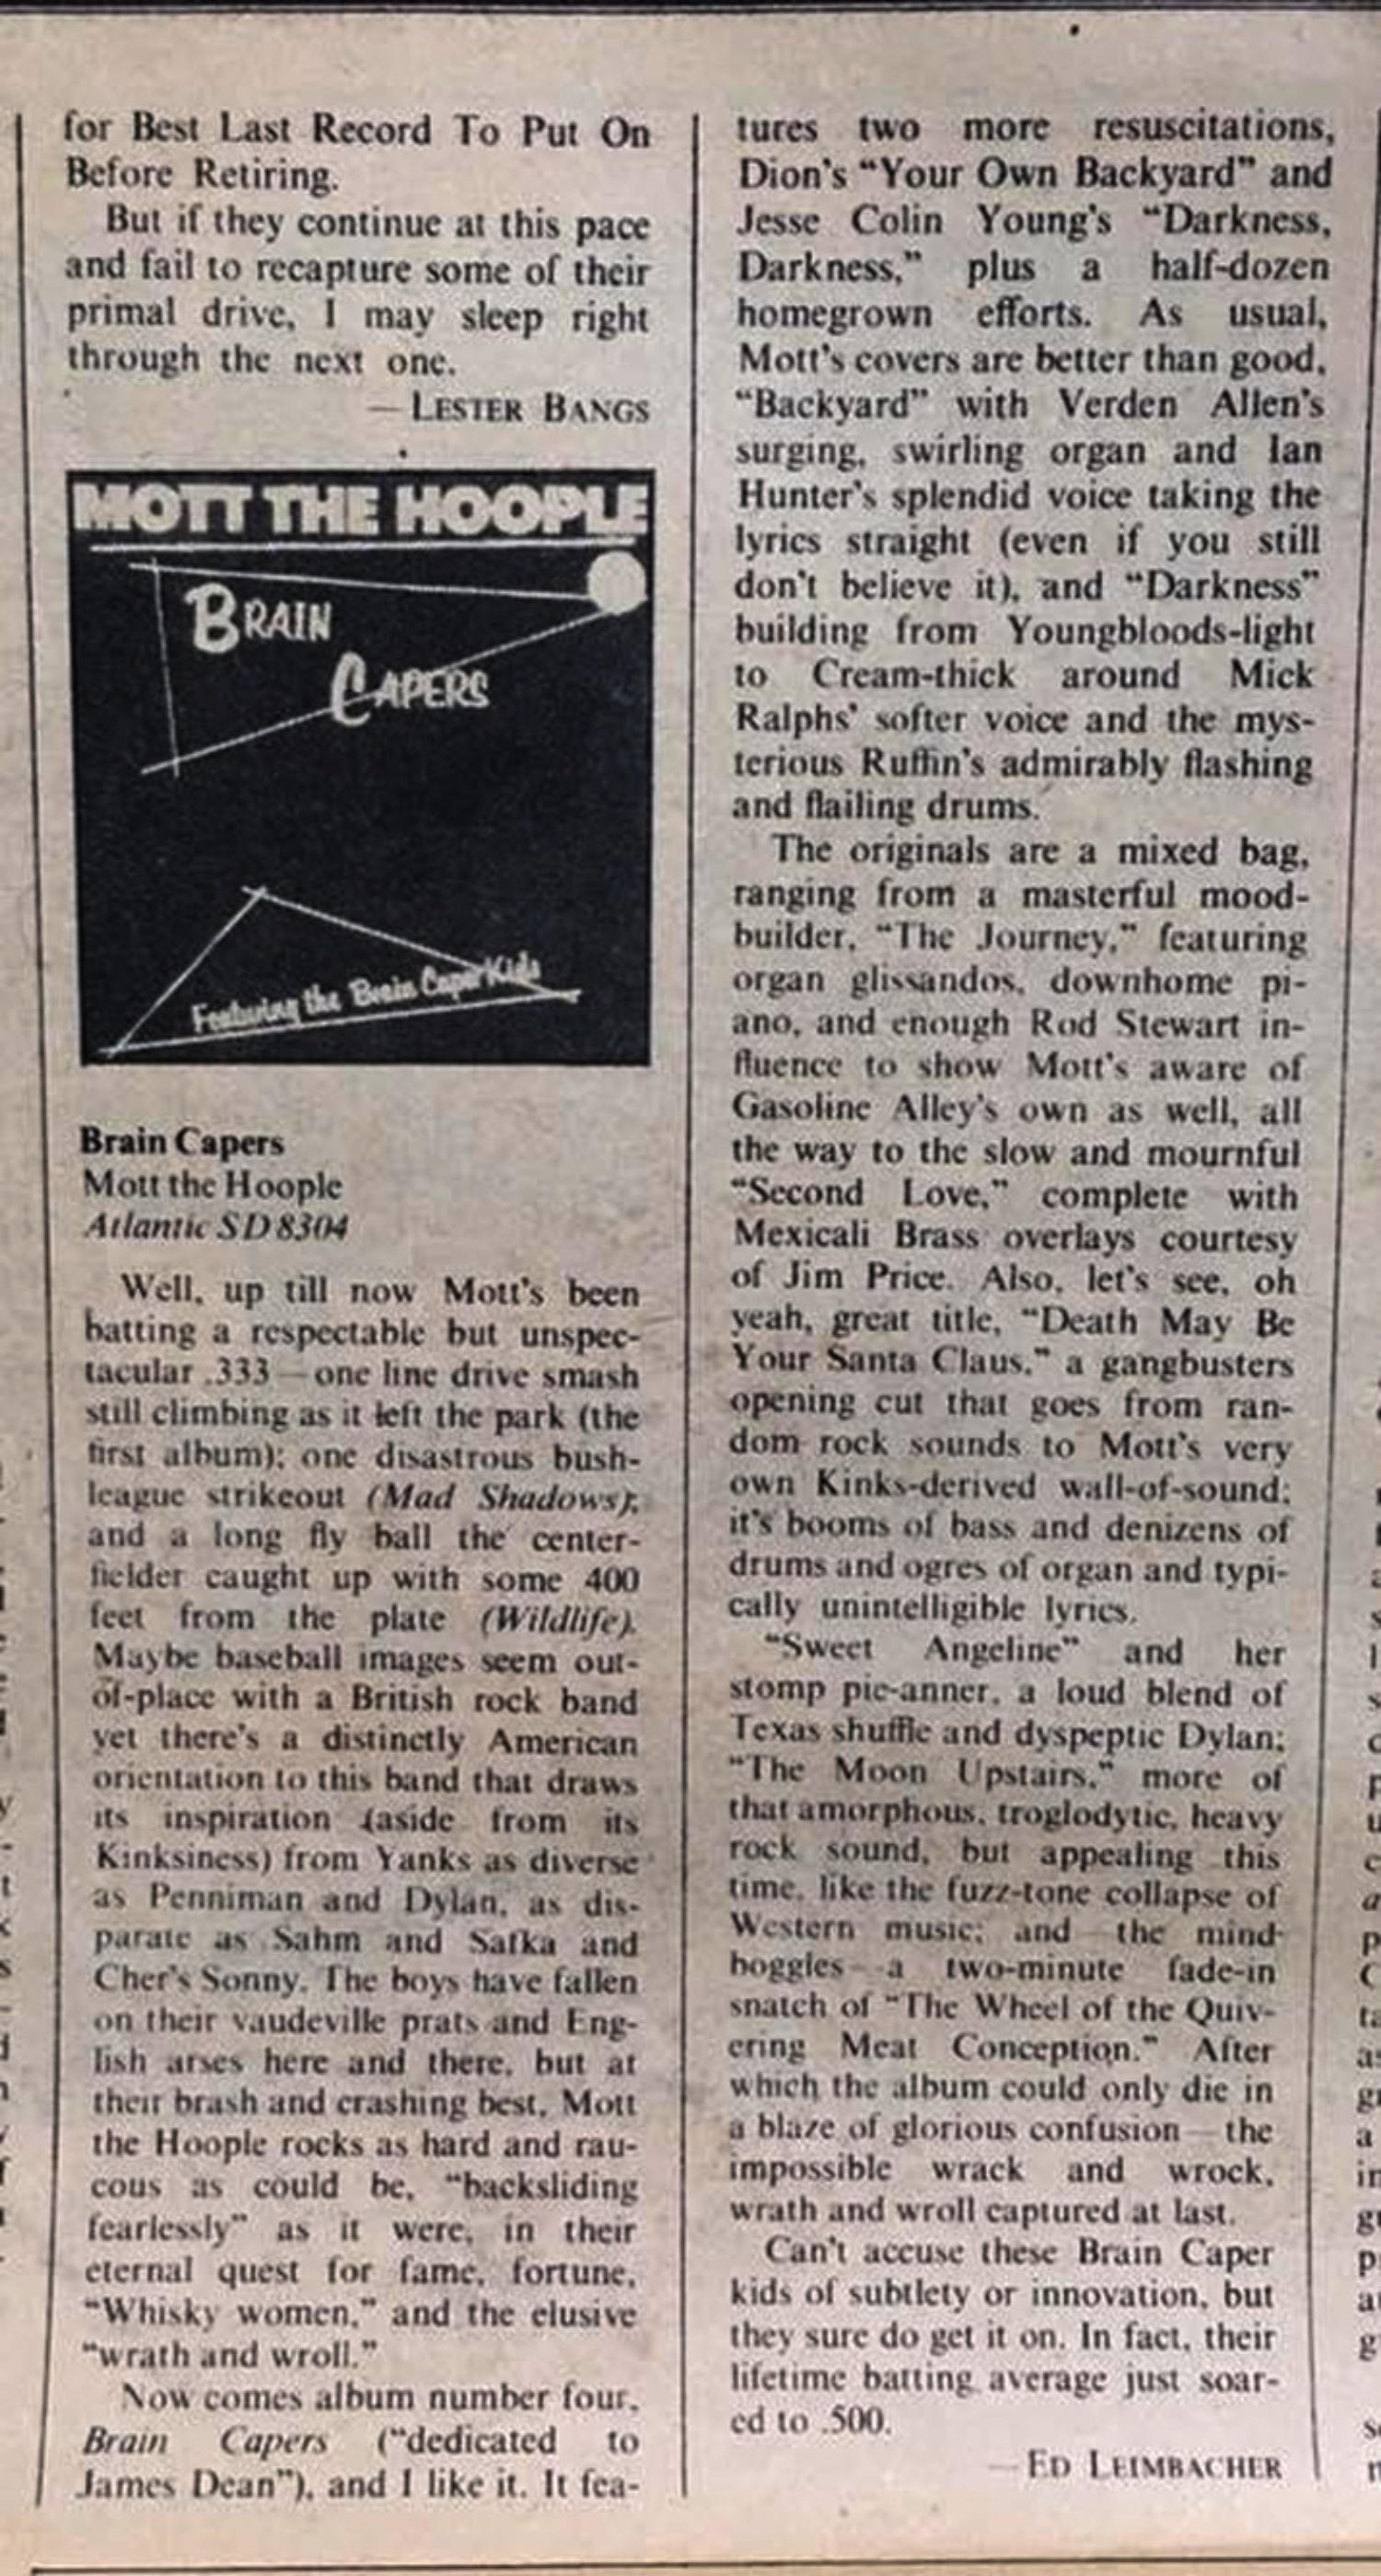 for Best Last Record To Put On
Before Retiring.
But if they continue at this pace
and fail to recapture some of their
primal drive, I may sleep right
through the next one.
— LESTER BANGS
MOTT THE HOOPLE
BRAIN
CAPERS
Featuring the Brain Caper Kids
Brain Capers
Mott the Hoople
Atlantic SD 8304
Well, up till now Mott's been
batting a respectable but unspec-
tacular .333—one line drive smash
still climbing as it left the park (the
first album); one disastrous bush-
league strikeout (Mad Shadows);
and a long fly ball the center-
fielder caught up with some 400
feet from the plate (Wildlife).
Maybe baseball images seem out-
of-place with a British rock band
yet there's a distinctly American
orientation to this band that draws
its inspiration (aside from its
Kinksiness) from Yanks as diverse
as Penniman and Dylan, as dis-
parate as Sahm and Safka and
Cher's Sonny. The boys have fallen
on their vaudeville prats and Eng-
lish arses here and there, but at
their brash and crashing best, Mott
the Hoople rocks as hard and rau-
cous as could be, “backsliding
fearlessly” as it were, in their
eternal quest for fame, fortune,
“Whisky women,” and the elusive
“wrath and wroll.”
Now comes album number four,
Brain Capers (“dedicated to
James Dean”), and I like it. It fea-
tures two more resuscitations,
Dion's “Your Own Backyard” and
Jesse Colin Young's “Darkness,
Darkness,” plus a half-dozen
homegrown efforts. As usual,
Mott's covers are better than good,
“Backyard” with Verden Allen's
surging, swirling organ and Ian
Hunter's splendid voice taking the
lyrics straight (even if you still
don't believe it), and “Darkness”
building from Youngbloods-light
to Cream-thick around Mick
Ralphs' softer voice and the mys-
terious Ruffin's admirably flashing
and flailing drums.
The originals are a mixed bag,
ranging from a masterful mood-
builder, “The Journey,” featuring
organ glissandos, downhome pi-
ano, and enough Rod Stewart in-
fluence to show Mott's aware of
Gasoline Alley's own as well, all
the way to the slow and mournful
“Second Love,” complete with
Mexicali Brass overlays courtesy
of Jim Price. Also, let's see, oh
yeah, great title, “Death May Be
Your Santa Claus,” a gangbusters
opening cut that goes from ran-
dom rock sounds to Mott's very
own Kinks-derived wall-of-sound;
it's booms of bass and denizens of
drums and ogres of organ and typi-
cally unintelligible lyrics.
“Sweet Angeline” and her
stomp pie-anner, a loud blend of
Texas shuffle and dyspeptic Dylan;
“The Moon Upstairs,” more of
that amorphous, troglodytic, heavy
rock sound, but appealing this
time, like the fuzz-tone collapse of
Western music; and the mind
boggles—a two-minute fade-in
snatch of “The Wheel of the Quiv-
ering Meat Conception.” After
which the album could only die in
a blaze of glorious confusion—the
impossible wrack and wrock,
wrath and wroll captured at last.
Can't accuse these Brain Caper
kids of subtlety or innovation, but
they sure do get it on. In fact, their
lifetime batting average just soar-
ed to .500.
— ED LEIMBACHER